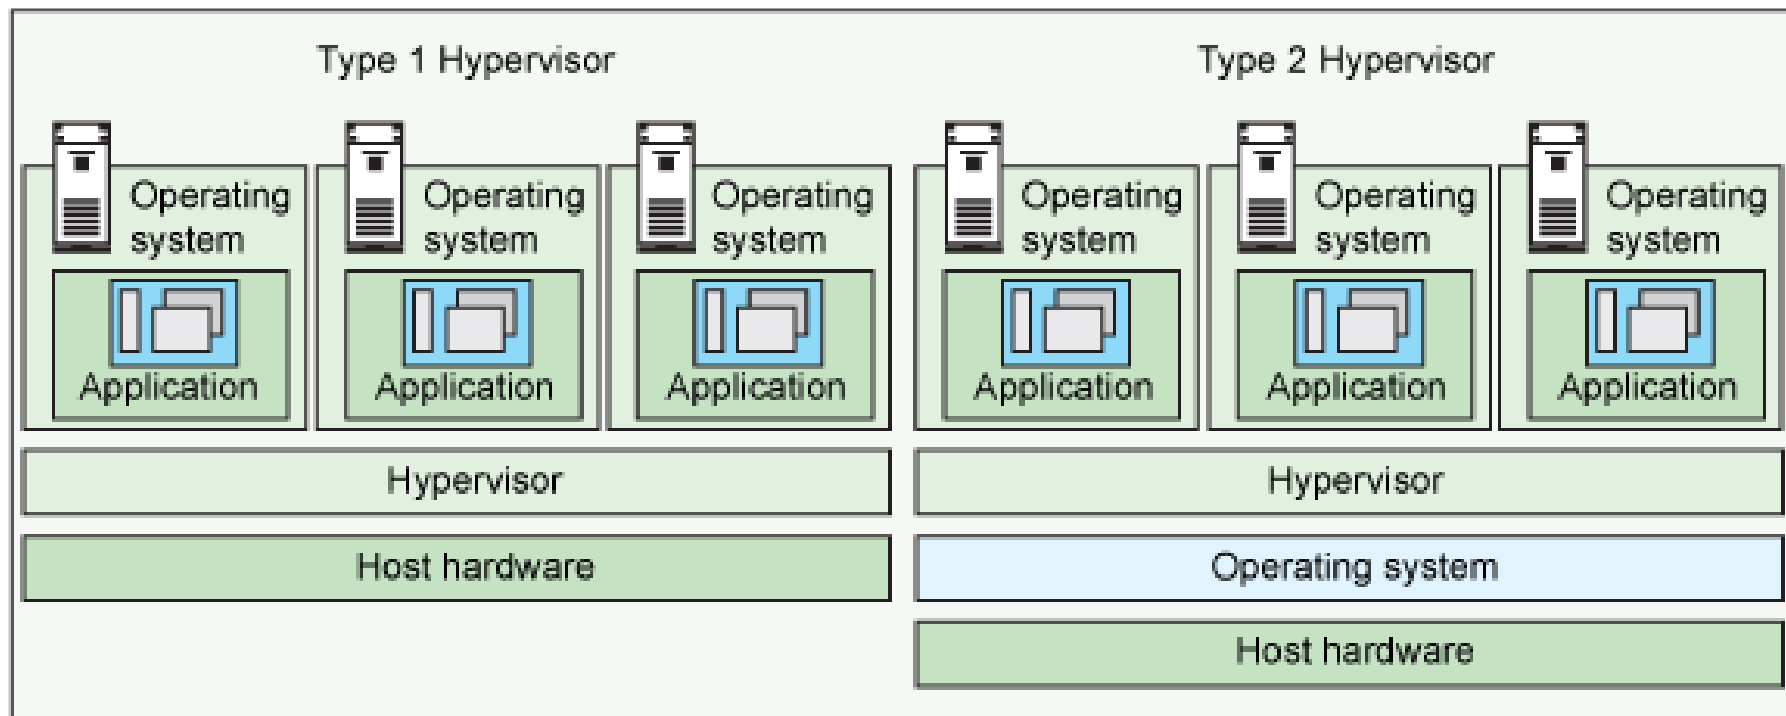 Type 1 Hypervisor
Operating
system
Application
Operating
system
Application
Operating
system
Application
Hypervisor
Host hardware
Type 2 Hypervisor
Operating
system
Application
Operating
system
Application
Operating
system
Application
Hypervisor
Operating system
Host hardware